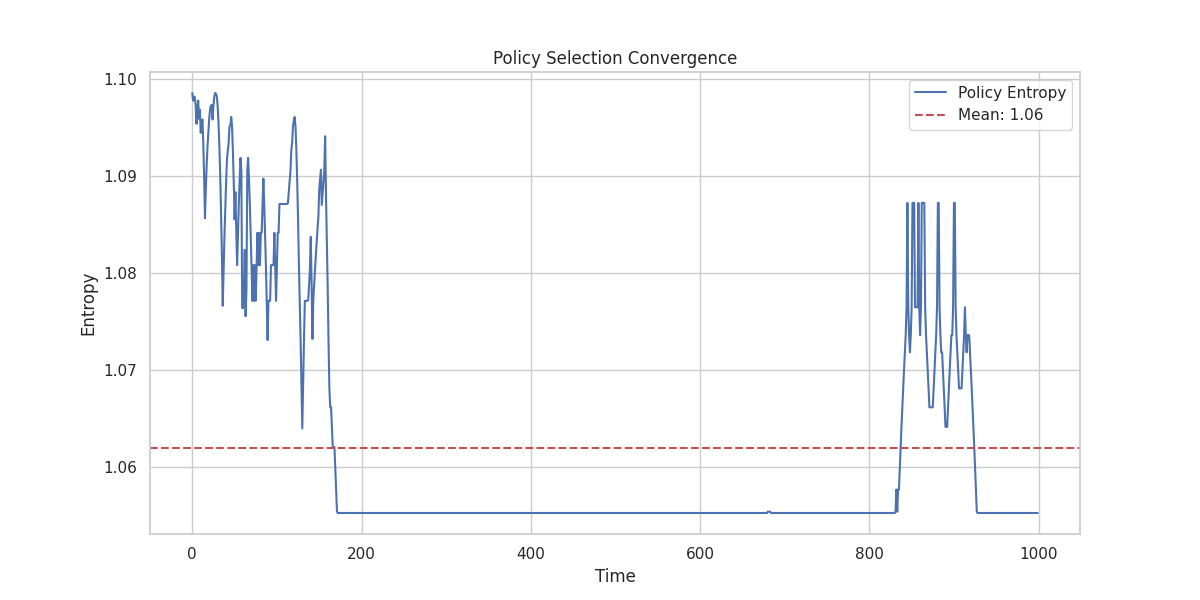 Policy Selection Convergence
Policy Entropy
Mean: 1.06
Entropy
1.10
1.09
1.08
1.07
1.06
0
200
400
600
800
1000
Time